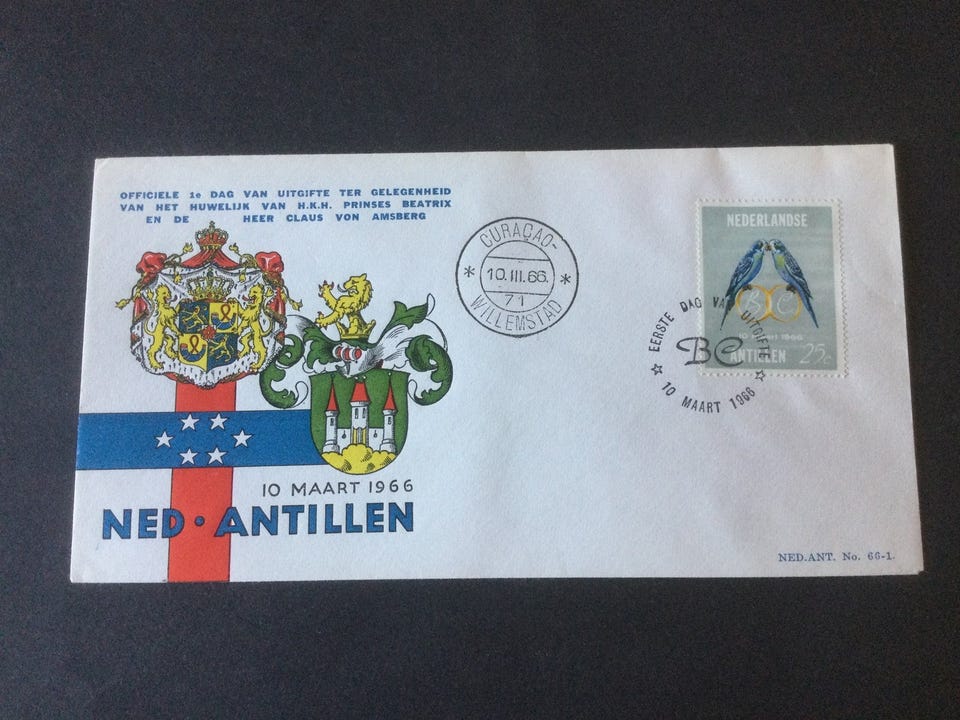 OFFICIELE 1e DAG VAN UITGIFTE TER GELEGENHEID
VAN HET HUWELIJK VAN H.K.H. PRINSES BEATRIX
EN DE HEER CLAUS VON AMSBERG
CURAÇAO-
* 10.III.66. *
71
WILLEMSTAD
NEDERLANDSE
B C
10 MAART 1966
ANTILLEN 25c
EERSTE DAG VAN UITGIFTE
BC
☆ 10 MAART 1966 ☆
10 MAART 1966
NED·ANTILLEN
NED.ANT. No. 66-1.